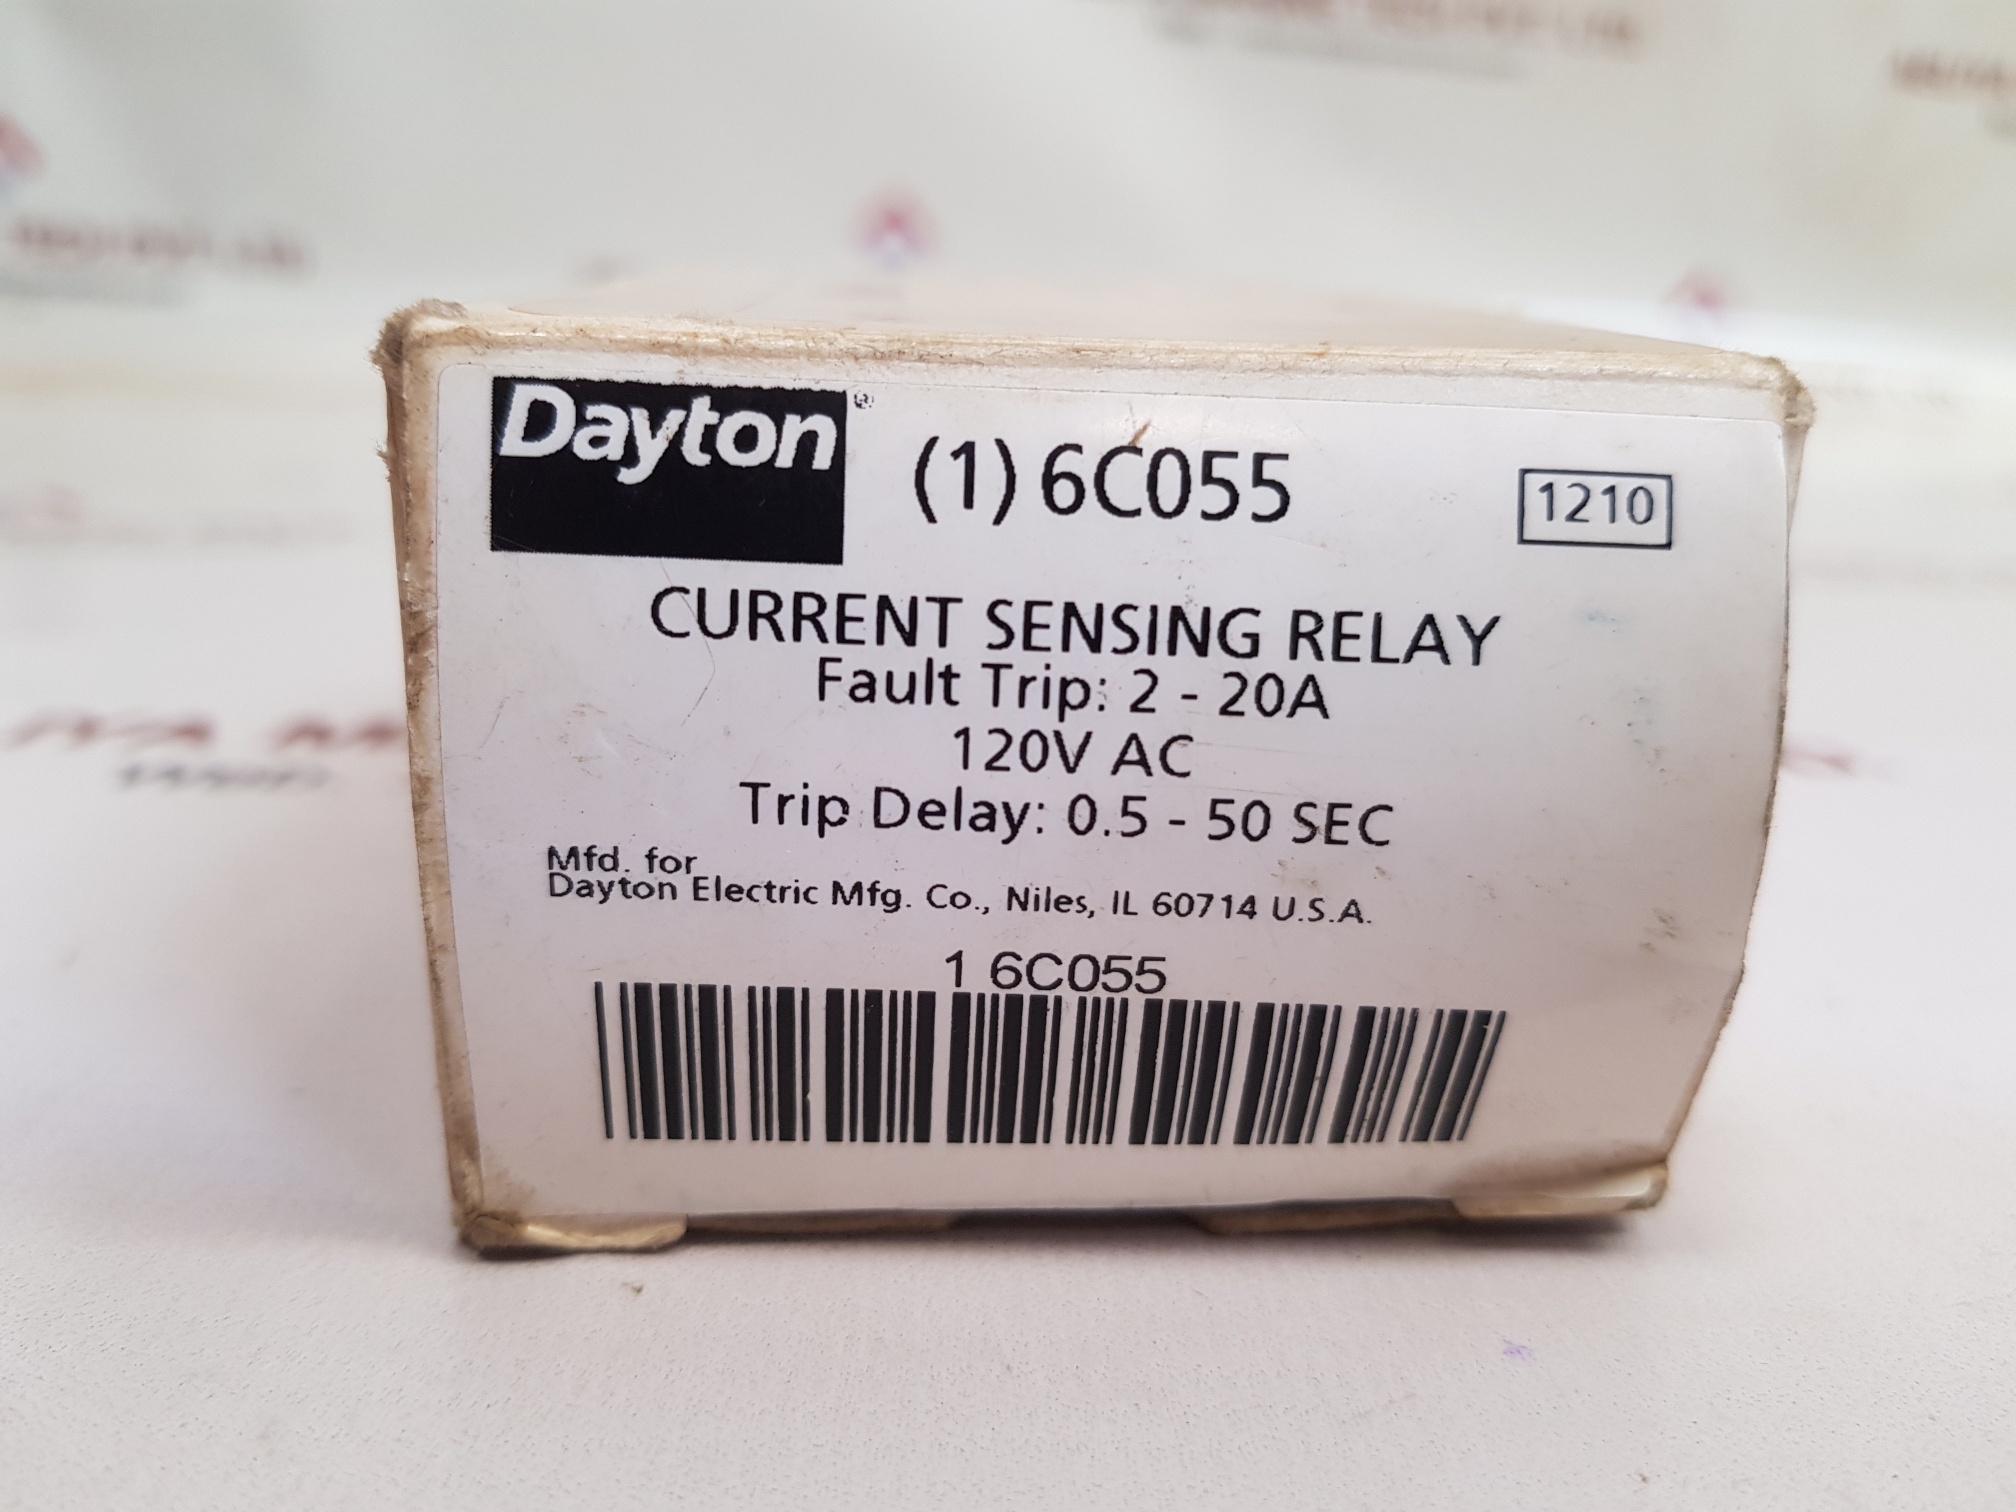 Dayton®
(1) 6C055
1210
CURRENT SENSING RELAY
Fault Trip: 2 - 20A
120V AC
Trip Delay: 0.5 - 50 SEC
Mfd. for
Dayton Electric Mfg. Co., Niles, IL 60714 U.S.A.
1 6C055